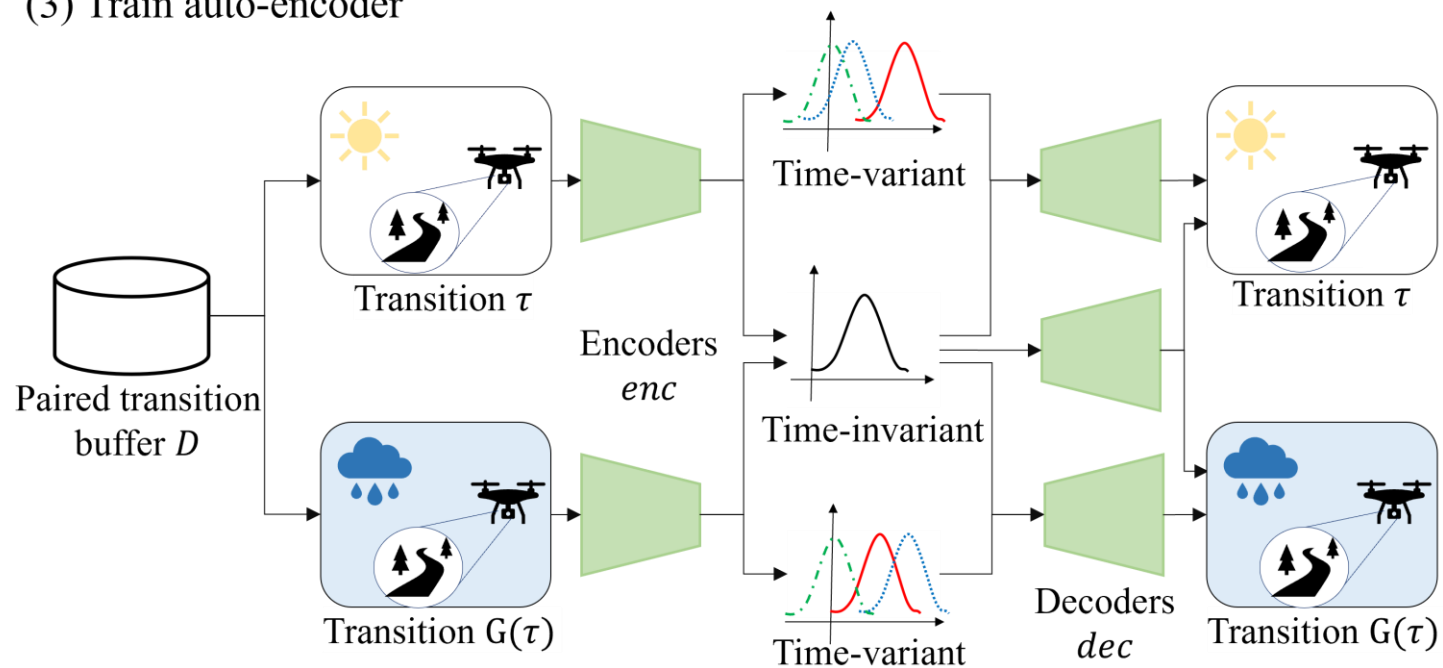 (3) Train auto-encoder
Time-variant
Transition τ
Transition τ
Encoders
enc
Paired transition
buffer D
Time-invariant
Decoders
dec
Transition G(τ)
Time-variant
Transition G(τ)